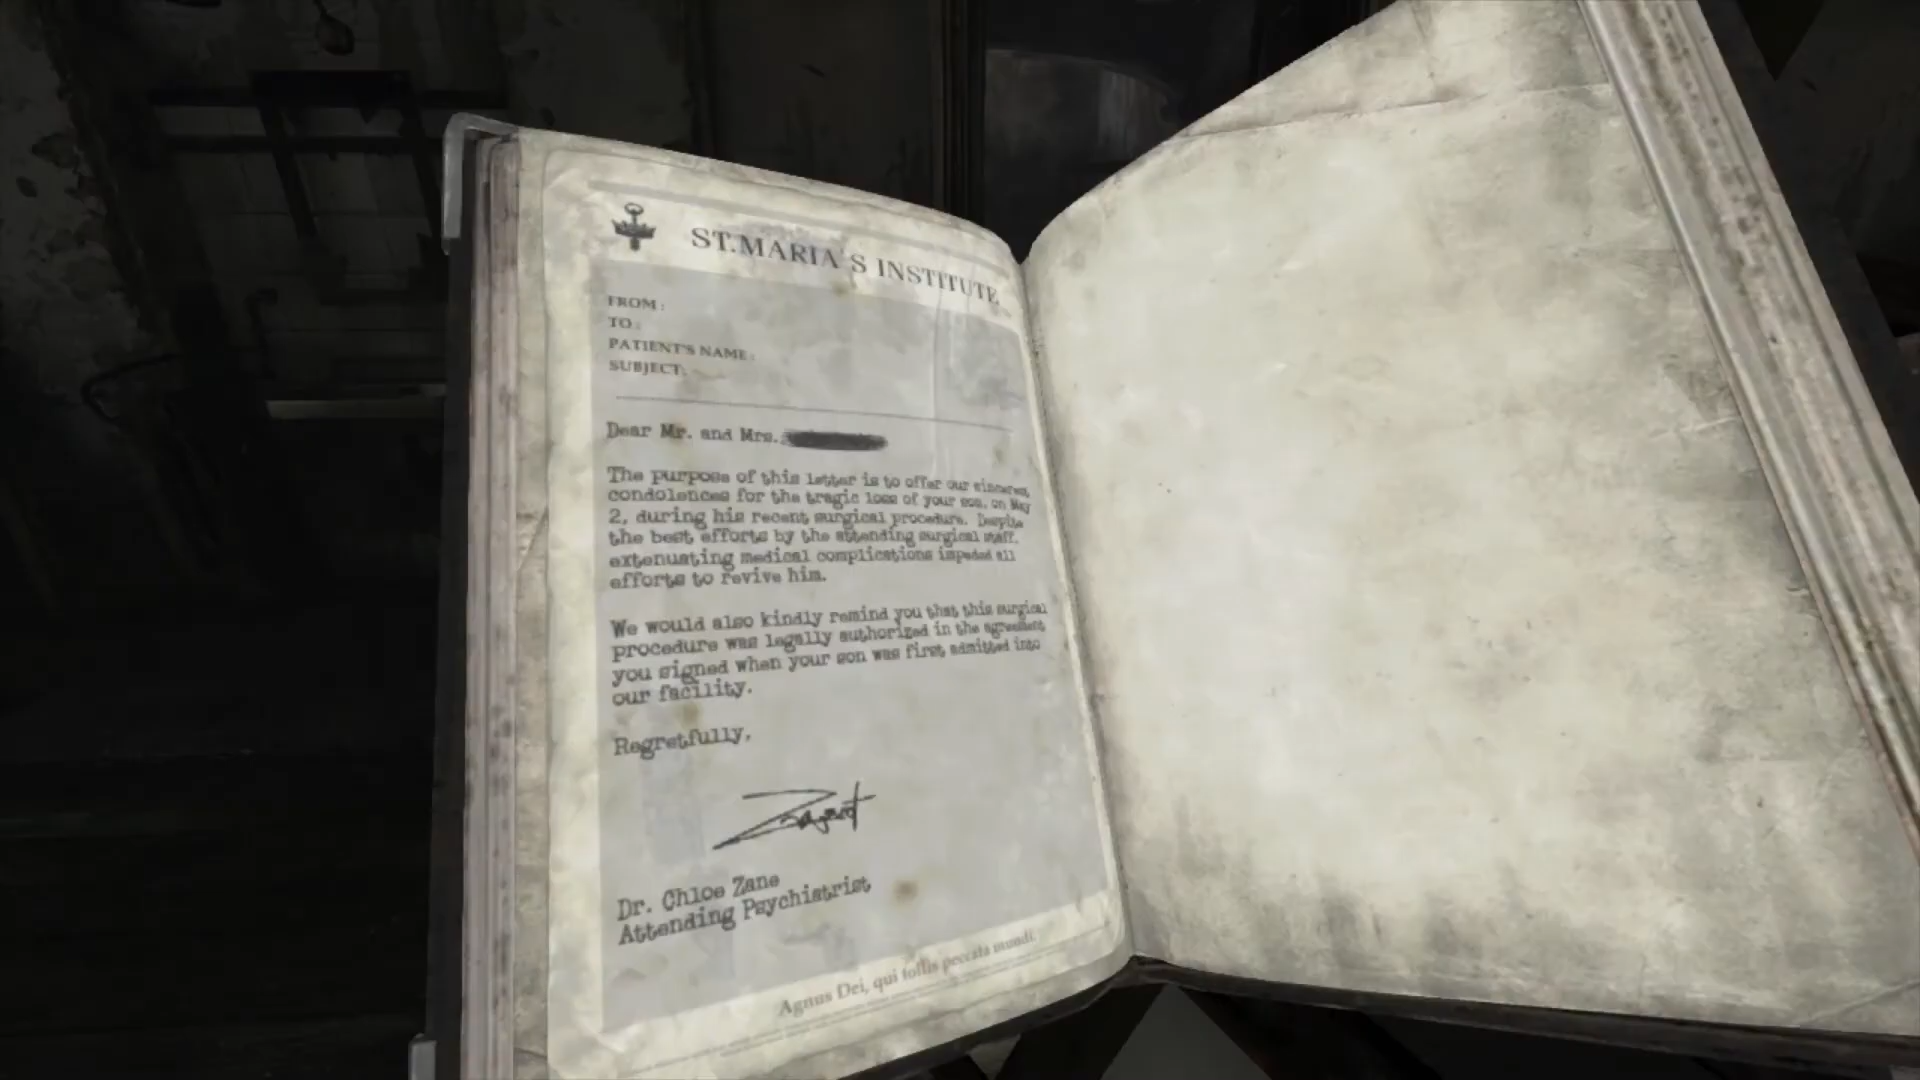 ST.MARIA'S INSTITUTE
FROM:
TO:
PATIENT'S NAME:
SUBJECT:
Dear Mr. and Mrs.
The purpose of this letter is to offer our sincerest
condolences for the tragic loss of your son, on May
2, during his recent surgical procedure. Despite
the best efforts by the attending surgical staff,
extenuating medical complications impeded all
efforts to revive him.
We would also kindly remind you that this surgical
procedure was legally authorized in the agreement
you signed when your son was first admitted into
our facility.
Regretfully,
Dr. Chloe Zane
Attending Psychiatrist
Agnus Dei, qui tollis peccata mundi.